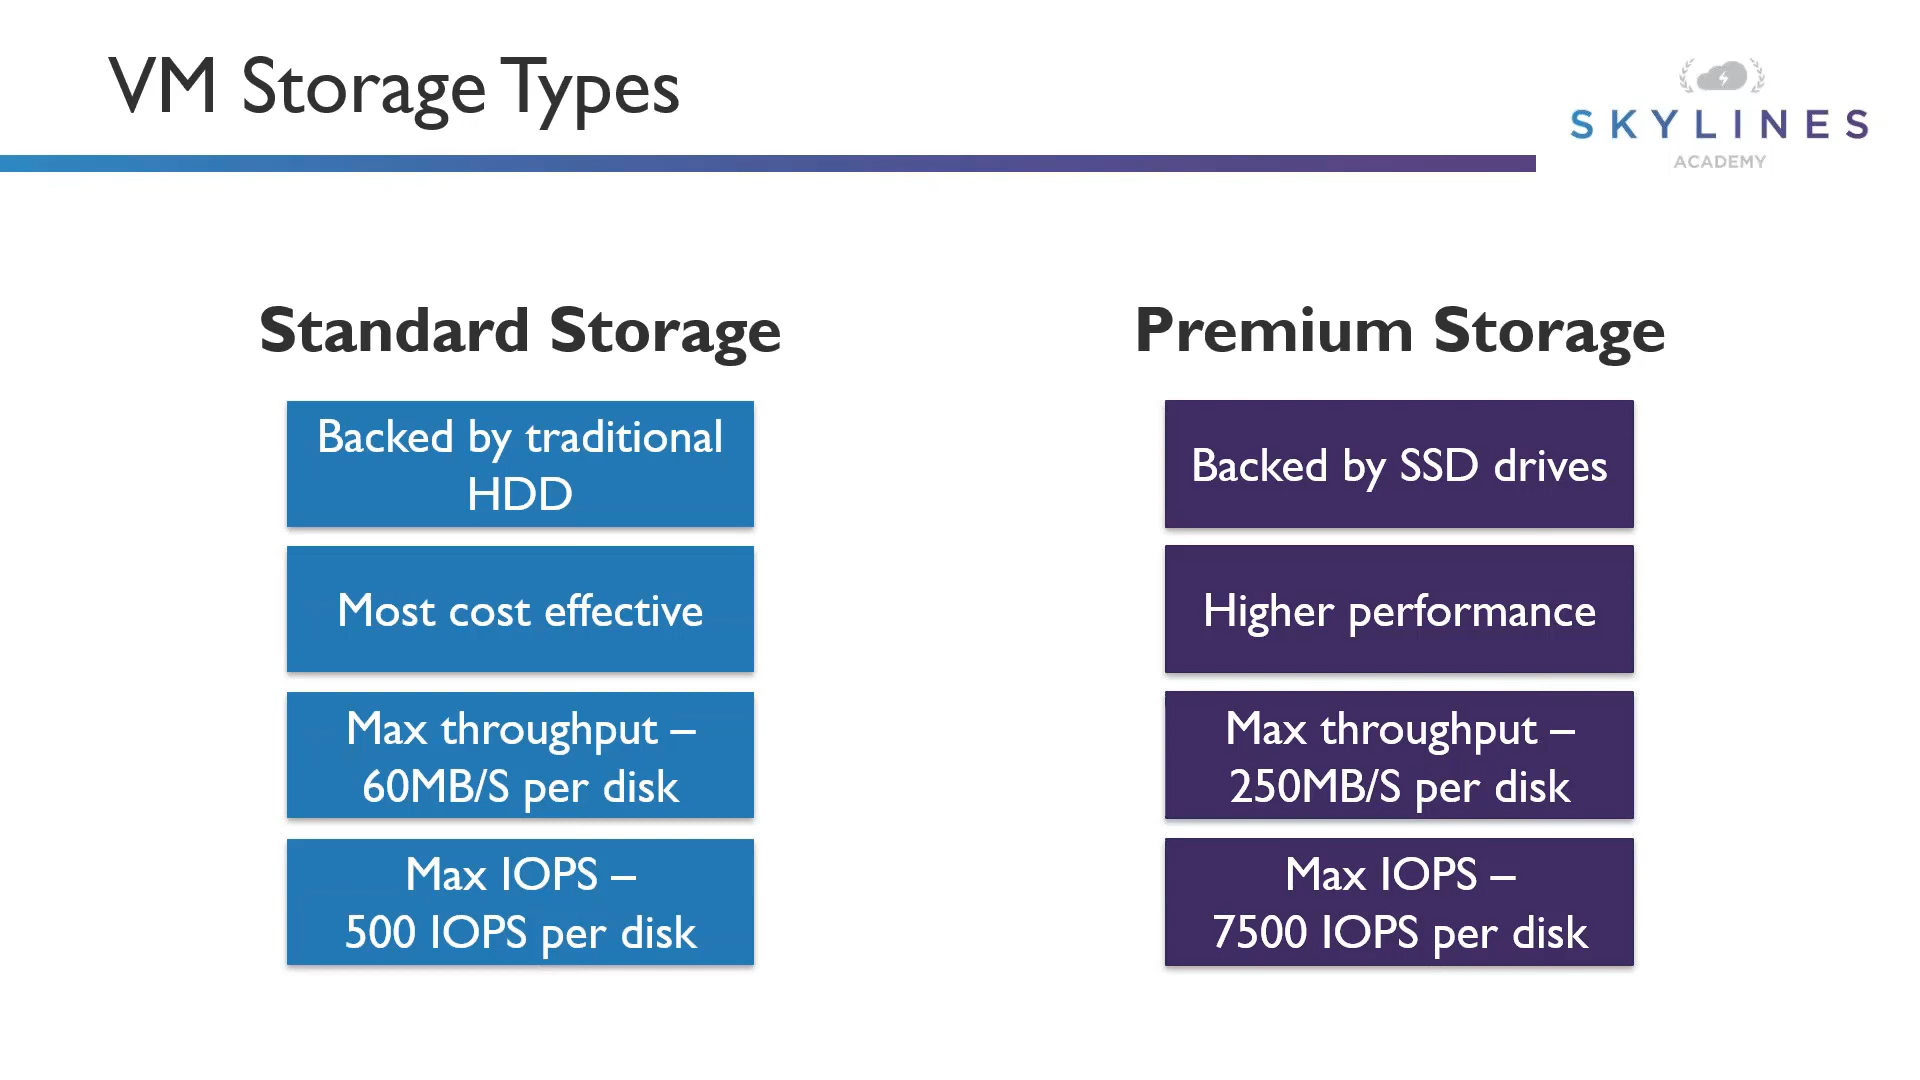 VM Storage Types
SKYLINES
ACADEMY
Standard Storage
Backed by traditional
HDD
Most cost effective
Max throughput –
60MB/S per disk
Max IOPS –
500 IOPS per disk
Premium Storage
Backed by SSD drives
Higher performance
Max throughput –
250MB/S per disk
Max IOPS –
7500 IOPS per disk